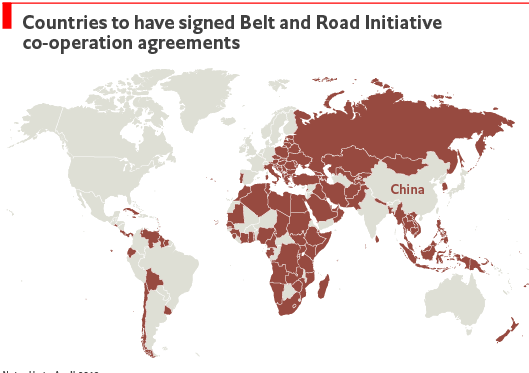 Countries to have signed Belt and Road Initiative
co-operation agreements
China